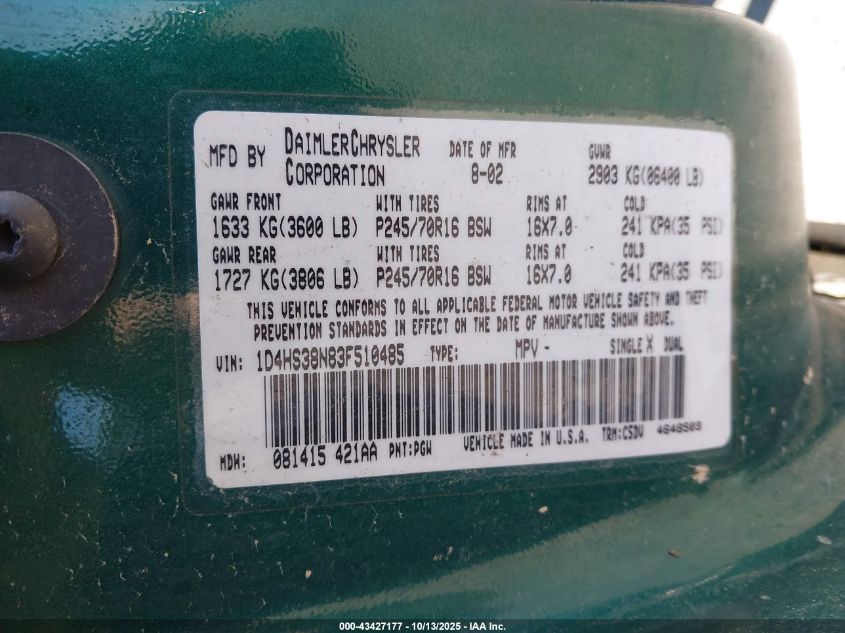 MFD BY DAIMLERCHRYSLER CORPORATION DATE OF MFR 8-02 GVWR 2903 KG(06400 LB)
GAWR FRONT WITH TIRES RIMS AT COLD
1633 KG(3600 LB) P245/70R16 BSW 16X7.0 241 KPA(35 PSI)
GAWR REAR WITH TIRES RIMS AT COLD
1727 KG(3806 LB) P245/70R16 BSW 16X7.0 241 KPA(35 PSI)
THIS VEHICLE CONFORMS TO ALL APPLICABLE FEDERAL MOTOR VEHICLE SAFETY AND THEFT
PREVENTION STANDARDS IN EFFECT ON THE DATE OF MANUFACTURE SHOWN ABOVE.
VIN: 1D4HS38N83F510485 TYPE: MPV - SINGLE X DUAL
MDH: 081415 421AA PNT:PGW VEHICLE MADE IN U.S.A. TRM:CSDV 4648503
000-43427177 - 10/13/2025 - IAA Inc.